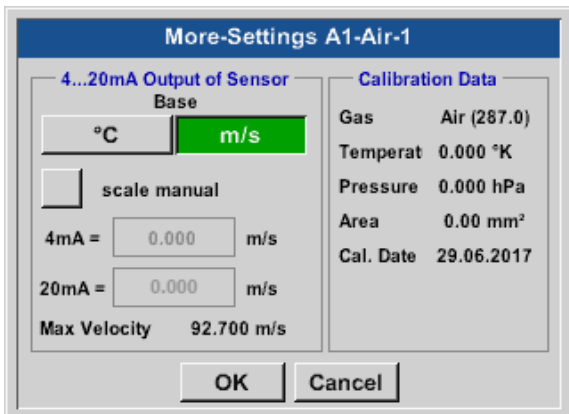 More-Settings A1-Air-1
4...20mA Output of Sensor
Base
°C
m/s
scale manual
4mA = 0.000 m/s
20mA = 0.000 m/s
Max Velocity 92.700 m/s
Calibration Data
Gas Air (287.0)
Temperat 0.000 °K
Pressure 0.000 hPa
Area 0.00 mm²
Cal. Date 29.06.2017
OK
Cancel